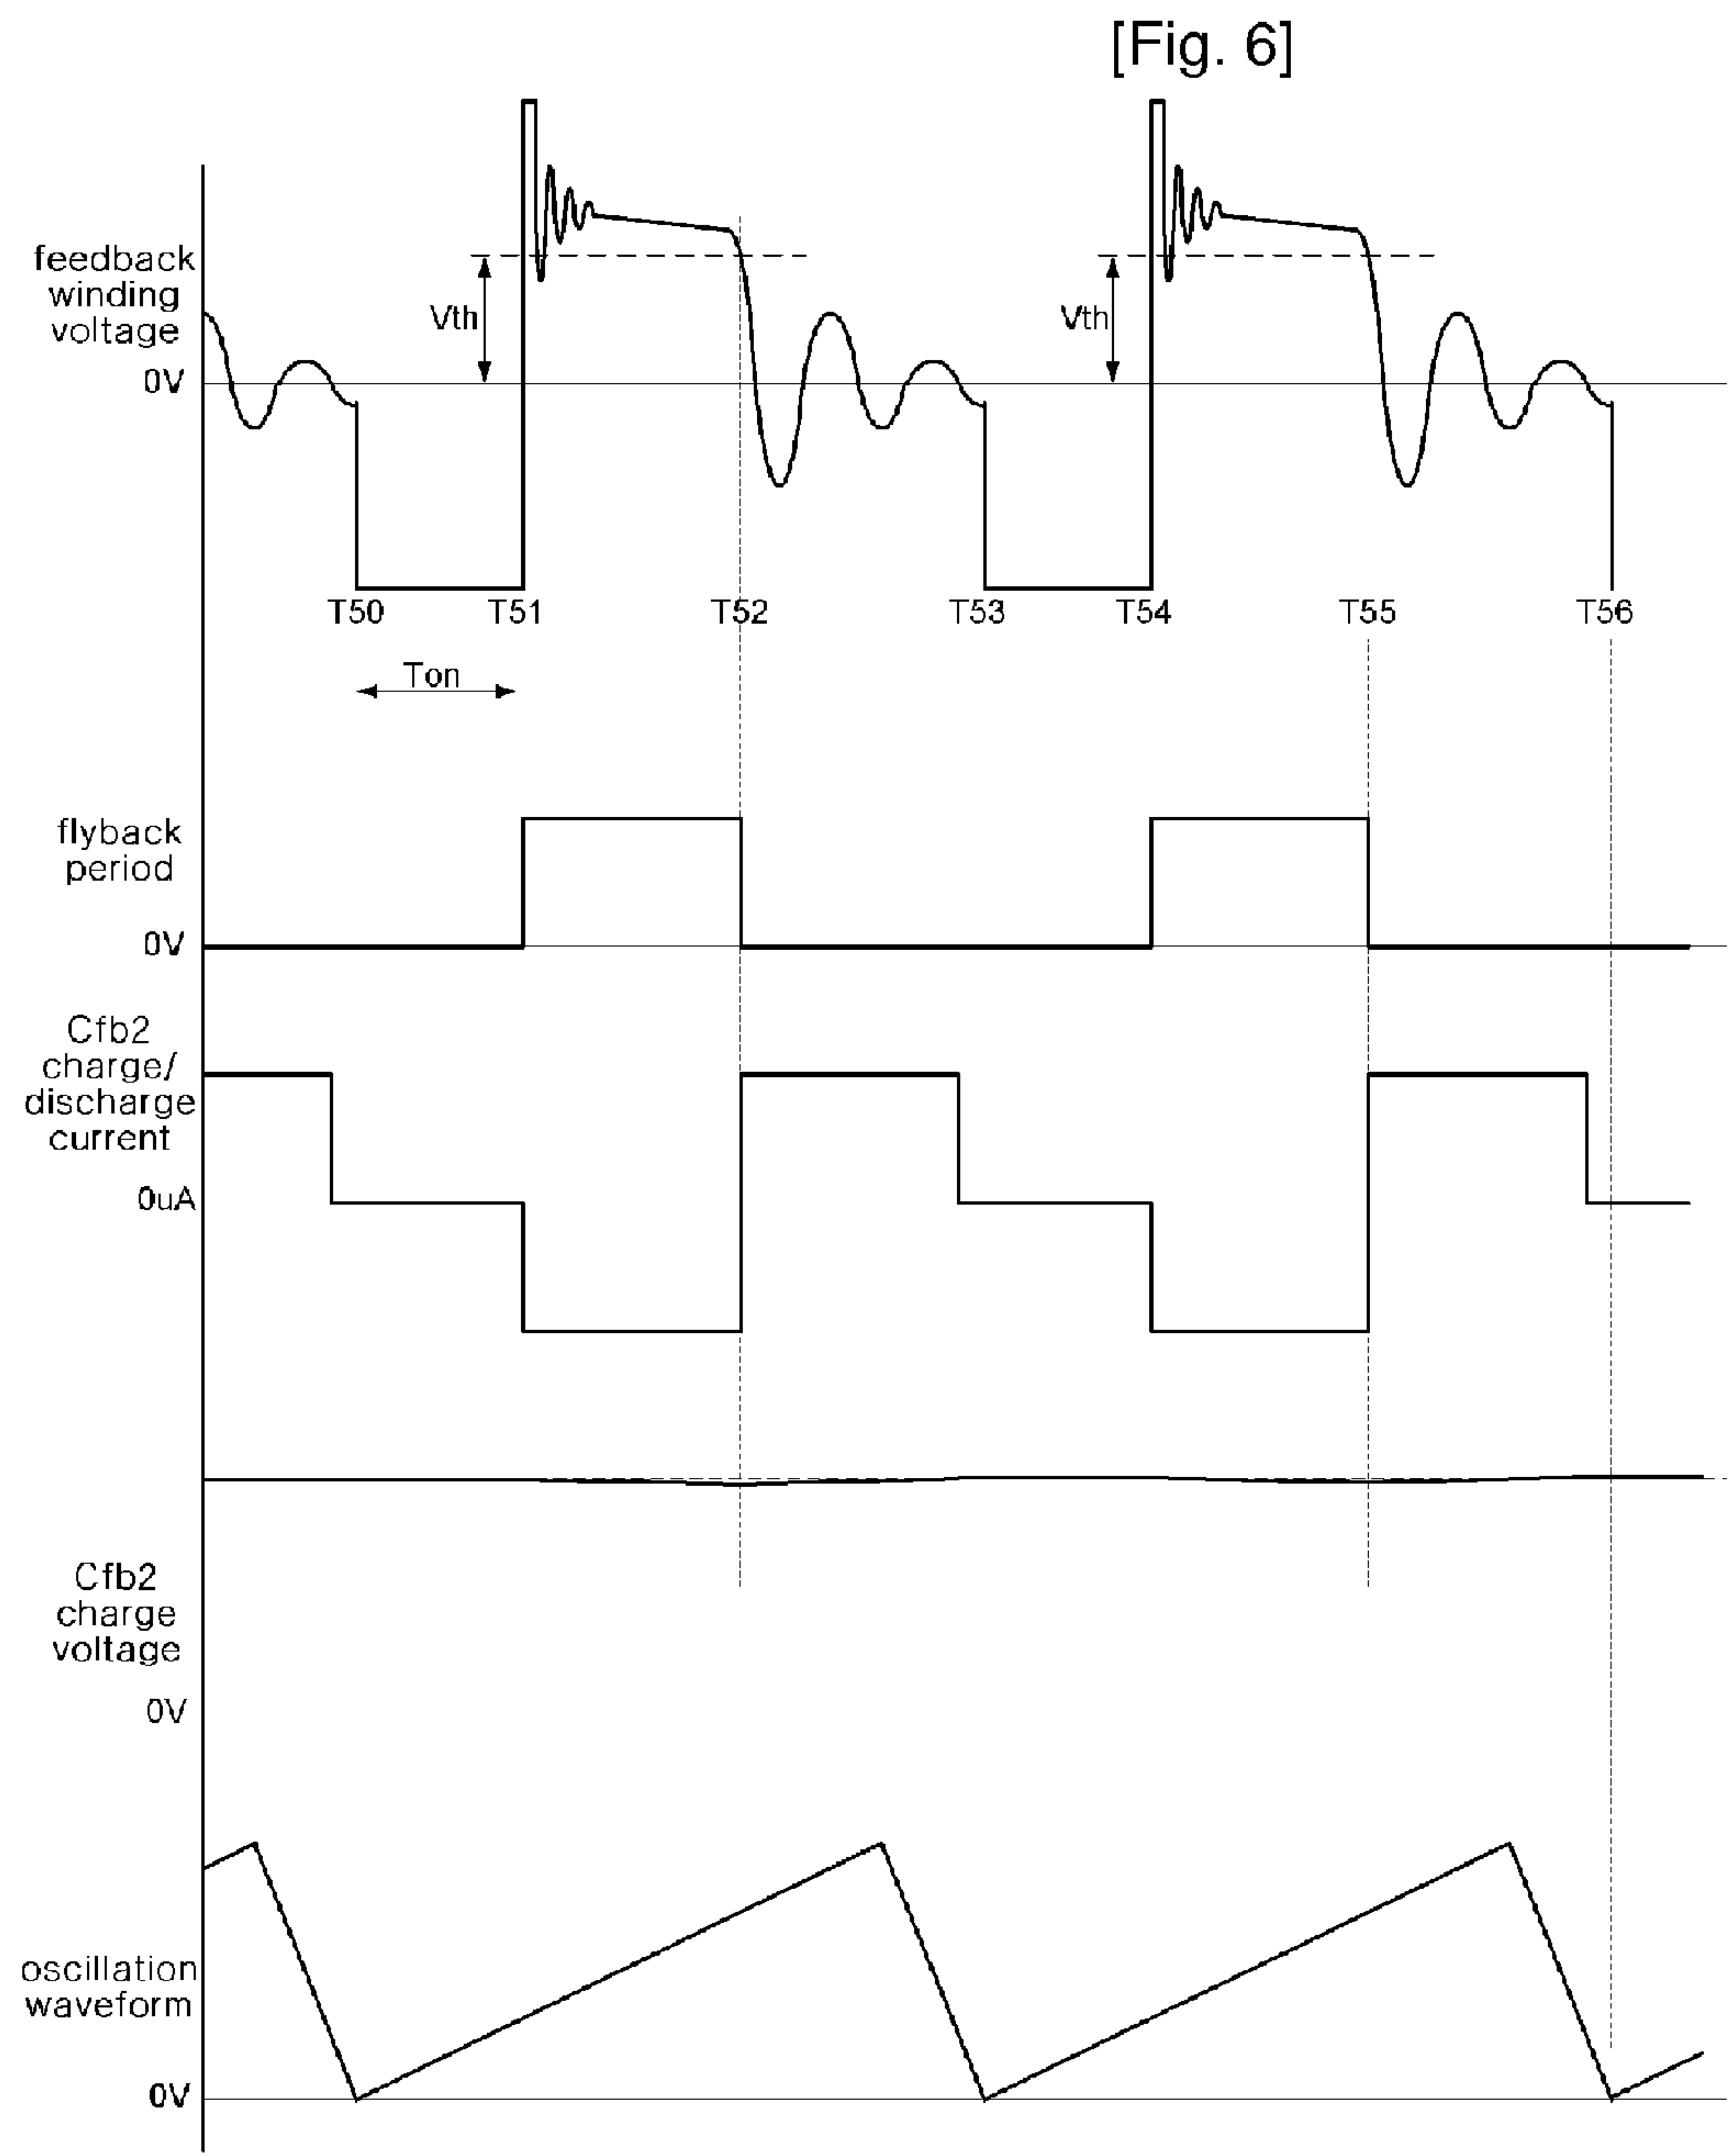 [Fig. 6]
feedback
winding
voltage
0V
Vth
Vth
T50
T51
T52
T53
T54
T55
T56
Ton
flyback
period
0V
Cfb2
charge/
discharge
current
0uA
Cfb2
charge
voltage
0V
oscillation
waveform
0V